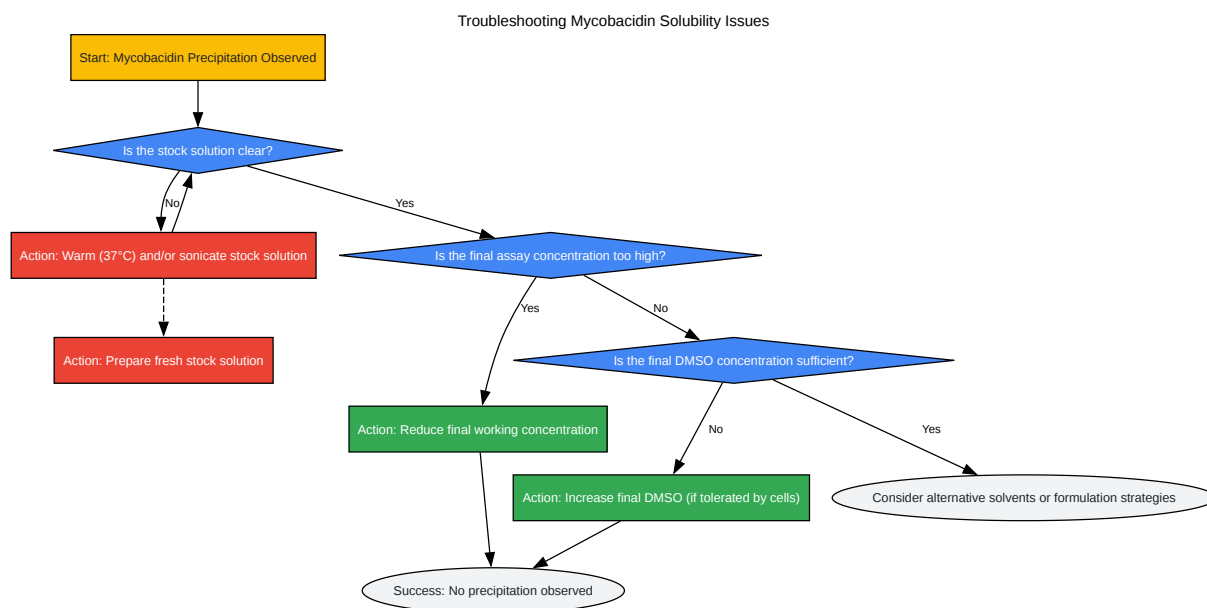 Troubleshooting Mycobacidin Solubility Issues
Start: Mycobacidin Precipitation Observed
Is the stock solution clear?
No
Yes
Action: Warm (37°C) and/or sonicate stock solution
Is the final assay concentration too high?
Yes
No
Action: Prepare fresh stock solution
Is the final DMSO concentration sufficient?
Action: Reduce final working concentration
No
Yes
Action: Increase final DMSO (if tolerated by cells)
Consider alternative solvents or formulation strategies
Success: No precipitation observed